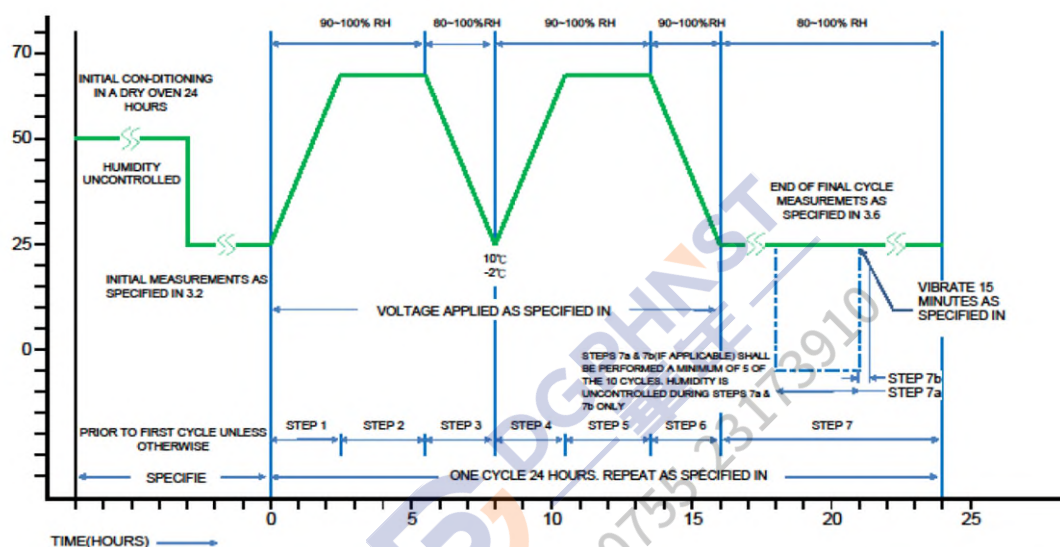 90~100% RH
80~100%RH
90~100% RH
90~100% RH
80~100% RH
70
50
25
0
INITIAL CON-DITIONING
IN A DRY OVEN 24
HOURS
HUMIDITY
UNCONTROLLED
INITIAL MEASUREMENTS AS
SPECIFIED IN 3.2
10℃
-2℃
END OF FINAL CYCLE
MEASUREMETS AS
SPECIFIED IN 3.6
VIBRATE 15
MINUTES AS
SPECIFIED IN
VOLTAGE APPLIED AS SPECIFIED IN
STEPS 7a & 7b(IF APPLICABLE) SHALL
BE PERFORMED A MINIMUM OF 5 OF
THE 10 CYCLES. HUMIDITY IS
UNCONTROLLED DURING STEPS 7a &
7b ONLY
STEP 7b
STEP 7a
PRIOR TO FIRST CYCLE UNLESS
OTHERWISE
SPECIFIE
STEP 1
STEP 2
STEP 3
STEP 4
STEP 5
STEP 6
STEP 7
ONE CYCLE 24 HOURS. REPEAT AS SPECIFIED IN
0
5
10
15
20
25
TIME(HOURS)
DGPHNST
0755 23173910